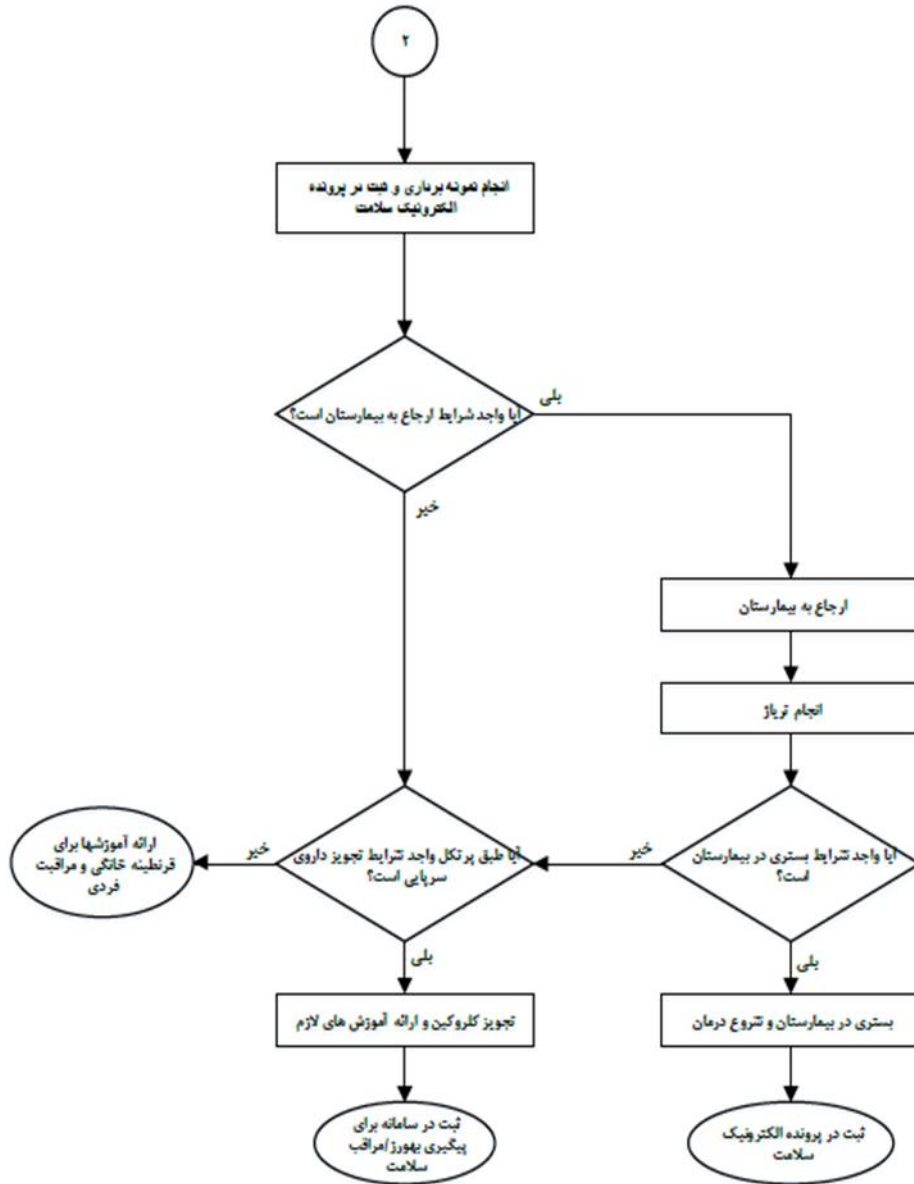 ۲
انجام نمونه برداری و ثبت در پرونده
الکترونیک سلامت
آیا واجد شرایط ارجاع به بیمارستان است؟
بلی
خیر
ارجاع به بیمارستان
انجام تریاژ
آیا واجد شرایط بستری در بیمارستان
است؟
خیر
آیا طبق پرتکل واجد شرایط تجویز داروی
سرپایی است؟
خیر
ارائه آموزشها برای
قرنطینه خانگی و مراقبت
فردی
بلی
بلی
بستری در بیمارستان و شروع درمان
تجویز کلروکین و ارائه آموزش های لازم
ثبت در پرونده الکترونیک
سلامت
ثبت در سامانه برای
پیگیری بهورز/مراقب
سلامت